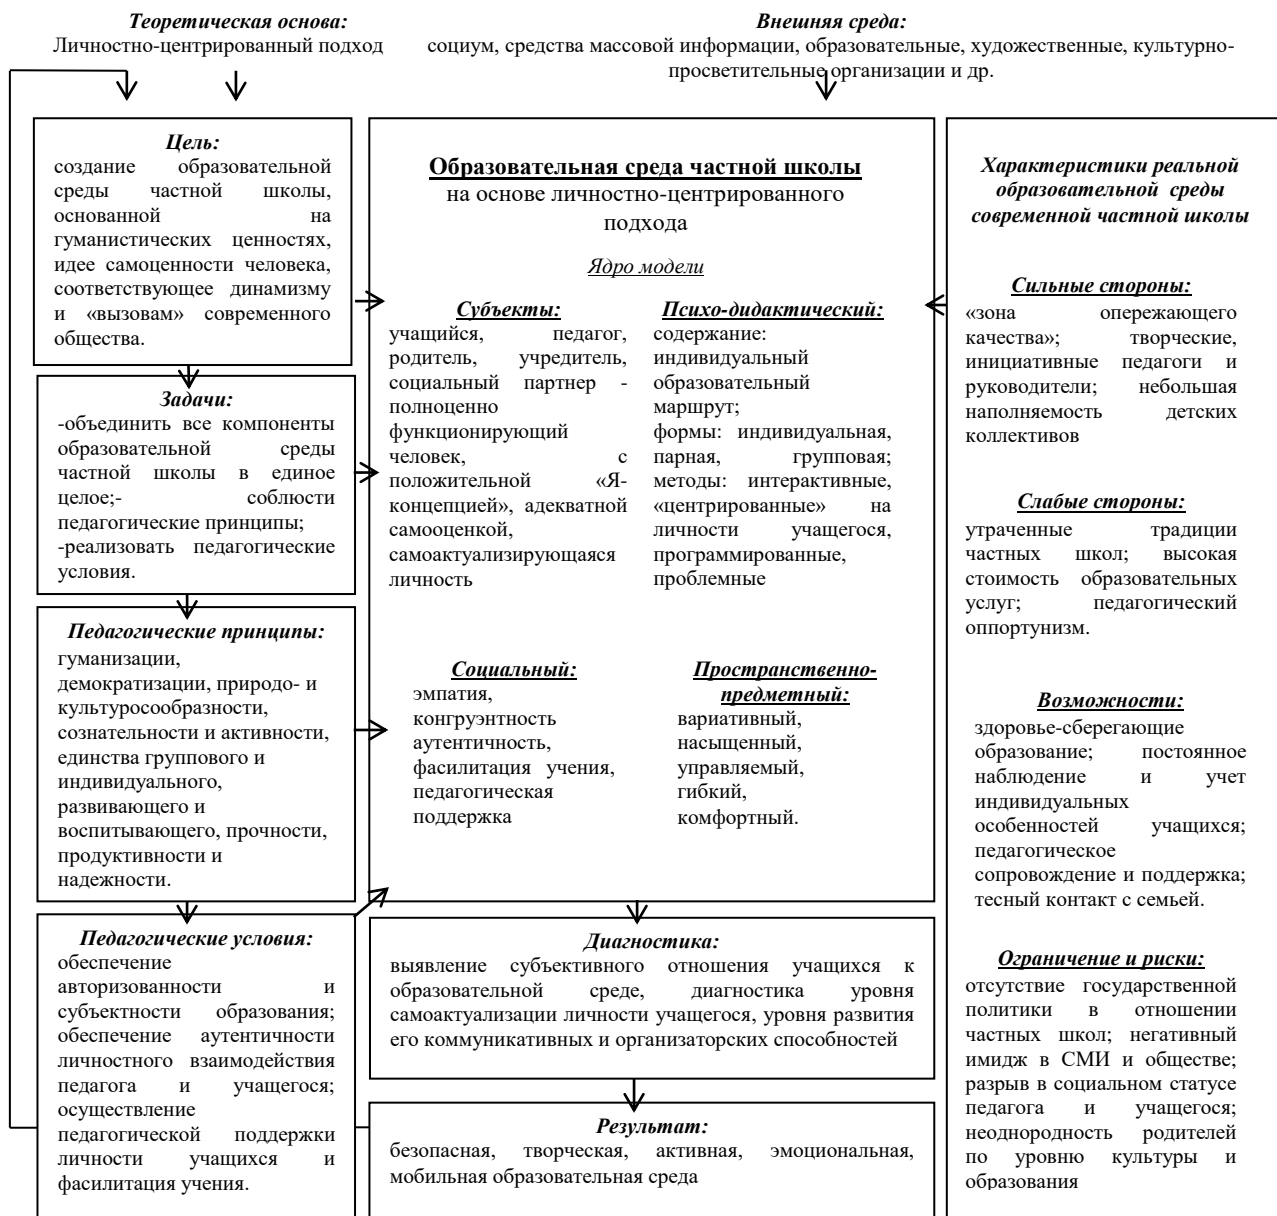 Теоретическая основа:
Личностно-центрированный подход
Внешняя среда:
социум, средства массовой информации, образовательные, художественные, культурно-
просветительные организации и др.
Цель:
создание образовательной
среды частной школы,
основанной на
гуманистических ценностях,
идее самоценности человека,
соответствующее динамизму
и «вызовам» современного
общества.
Задачи:
-объединить все компоненты
образовательной среды
частной школы в единое
целое;- соблюсти
педагогические принципы;
-реализовать педагогические
условия.
Педагогические принципы:
гуманизации,
демократизации, природо- и
культуросообразности,
сознательности и активности,
единства группового и
индивидуального,
развивающего и
воспитывающего, прочности,
продуктивности и
надежности.
Педагогические условия:
обеспечение
авторизованности и
субъектности образования;
обеспечение аутентичности
личностного взаимодействия
педагога и учащегося;
осуществление
педагогической поддержки
личности учащихся и
фасилитация учения.
Образовательная среда частной школы
на основе личностно-центрированного
подхода
Ядро модели
Субъекты:
учащийся, педагог,
родитель, учредитель,
социальный партнер -
полноценно
функционирующий
человек, с
положительной «Я-
концепцией», адекватной
самооценкой,
самоактуализирующаяся
личность
Психо-дидактический:
содержание:
индивидуальный
образовательный
маршрут;
формы: индивидуальная,
парная, групповая;
методы: интерактивные,
«центрированные» на
личности учащегося,
программированные,
проблемные
Социальный:
эмпатия,
конгруэнтность
аутентичность,
фасилитация учения,
педагогическая
поддержка
Пространственно-
предметный:
вариативный,
насыщенный,
управляемый,
гибкий,
комфортный.
Диагностика:
выявление субъективного отношения учащихся к
образовательной среде, диагностика уровня
самоактуализации личности учащегося, уровня развития
его коммуникативных и организаторских способностей
Результат:
безопасная, творческая, активная, эмоциональная,
мобильная образовательная среда
Характеристики реальной
образовательной среды
современной частной школы
Сильные стороны:
«зона опережающего
качества»; творческие,
инициативные педагоги и
руководители; небольшая
наполняемость детских
коллективов
Слабые стороны:
утраченные традиции
частных школ; высокая
стоимость образовательных
услуг; педагогический
оппортунизм.
Возможности:
здоровье-сберегающие
образование; постоянное
наблюдение и учет
индивидуальных
особенностей учащихся;
педагогическое
сопровождение и поддержка;
тесный контакт с семьей.
Ограничение и риски:
отсутствие государственной
политики в отношении
частных школ; негативный
имидж в СМИ и обществе;
разрыв в социальном статусе
педагога и учащегося;
неоднородность родителей
по уровню культуры и
образования